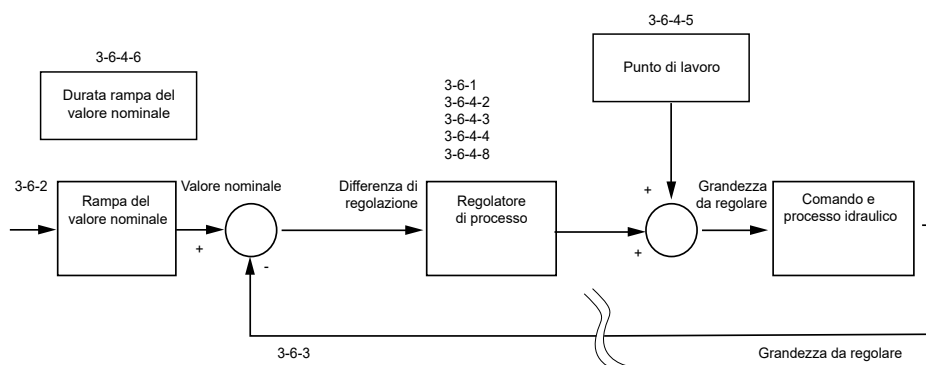 3-6-4-6
Durata rampa del
valore nominale
3-6-1
3-6-4-2
3-6-4-3
3-6-4-4
3-6-4-8
3-6-4-5
Punto di lavoro
3-6-2
Rampa del
valore nominale
Valore nominale
+
-
Differenza di
regolazione
Regolatore
di processo
+
+
Grandezza
da regolare
Comando e
processo idraulico
3-6-3
Grandezza da regolare